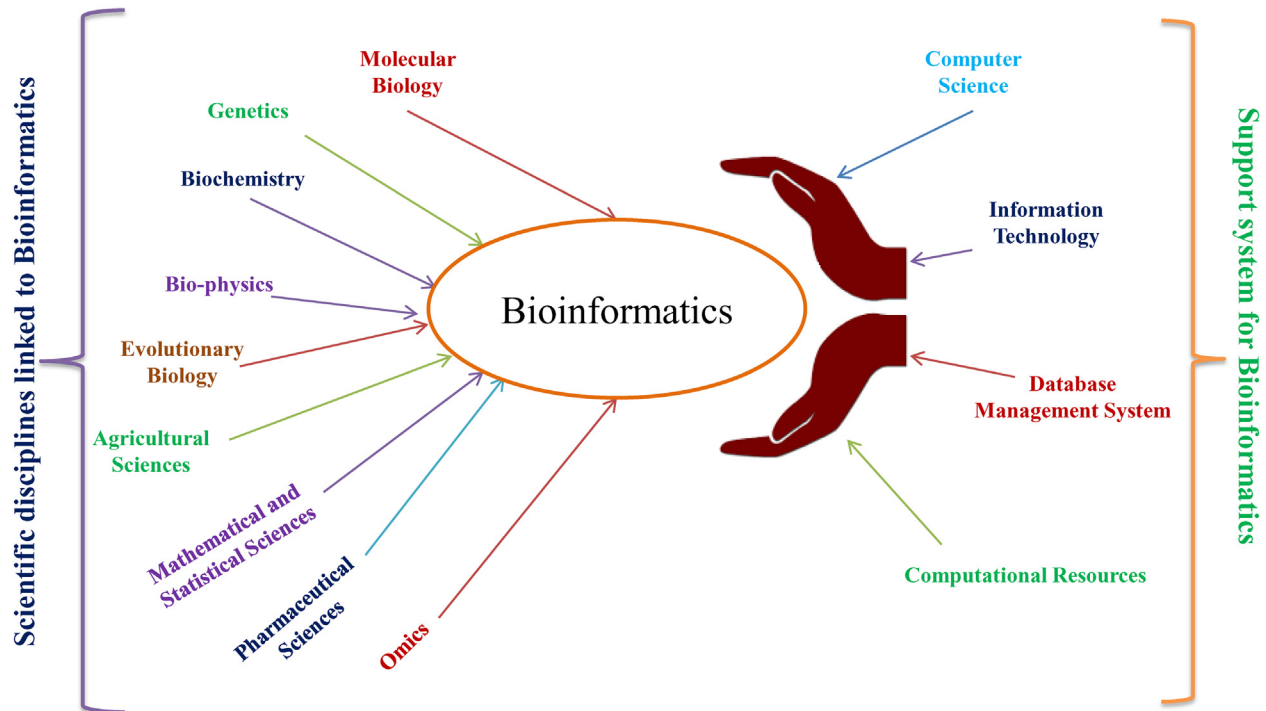 Scientific disciplines linked to Bioinformatics
Molecular
Biology
Genetics
Biochemistry
Bio-physics
Evolutionary
Biology
Agricultural
Sciences
Mathematical and
Statistical Sciences
Pharmaceutical
Sciences
Omics
Bioinformatics
Computer
Science
Information
Technology
Database
Management System
Computational Resources
Support system for Bioinformatics